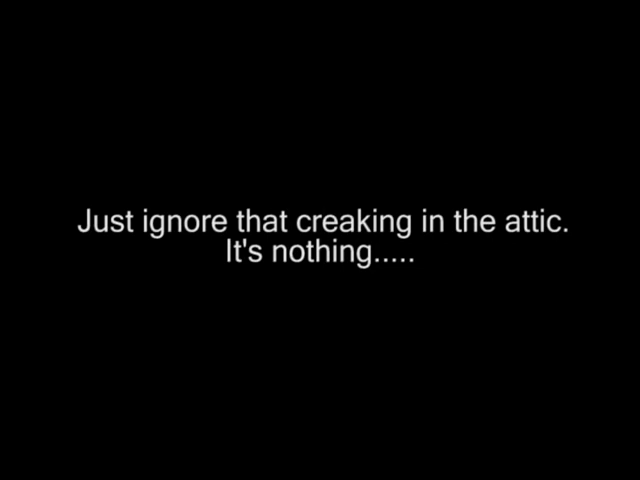 Just ignore that creaking in the attic.
It's nothing.....